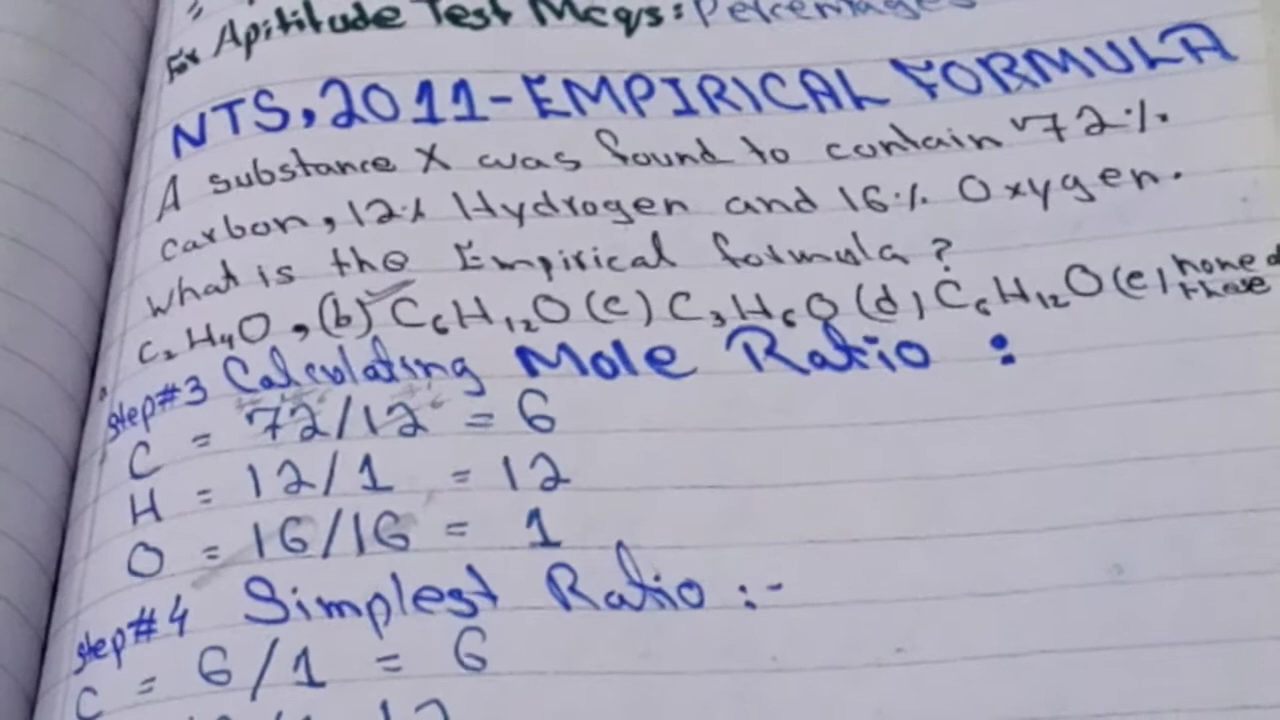 For Apititude Test Mcqs: Percentages
NTS, 2011-EMPIRICAL FORMULA
A substance X was found to contain 72%
carbon, 12% Hydrogen and 16% Oxygen.
What is the Empirical formula?
C₂H₄O, (b) C₆H₁₂O (c) C₃H₆O (d) C₆H₁₂O (e) none of these
Step#3 Calculating Mole Ratio:
C = 72/12 = 6
H = 12/1 = 12
O = 16/16 = 1
Step#4 Simplest Ratio:-
C = 6/1 = 6